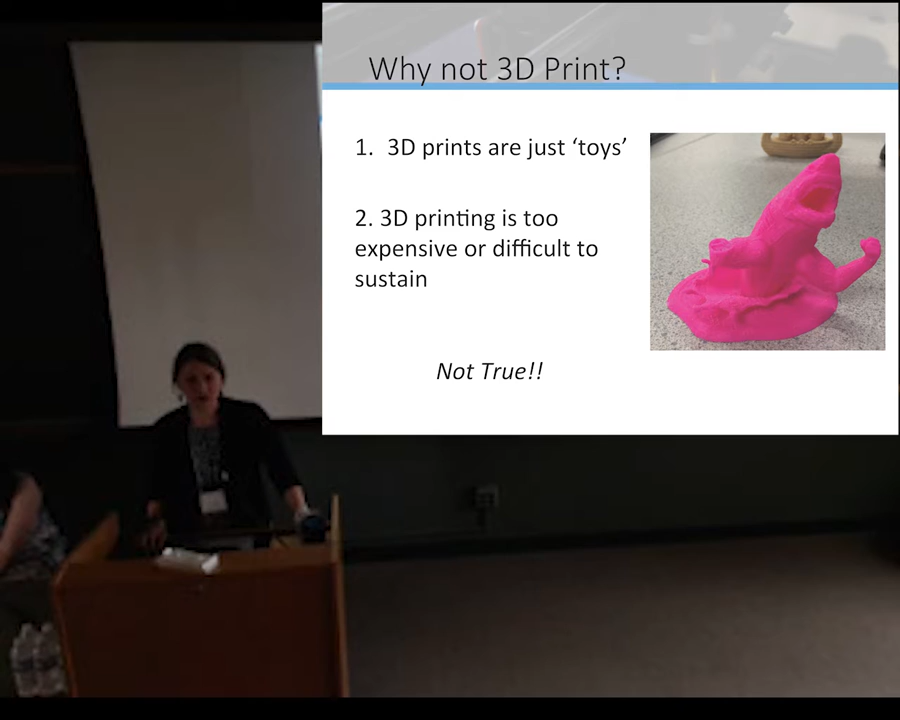 Why not 3D Print?
1. 3D prints are just ‘toys’
2. 3D printing is too
expensive or difficult to
sustain
Not True!!